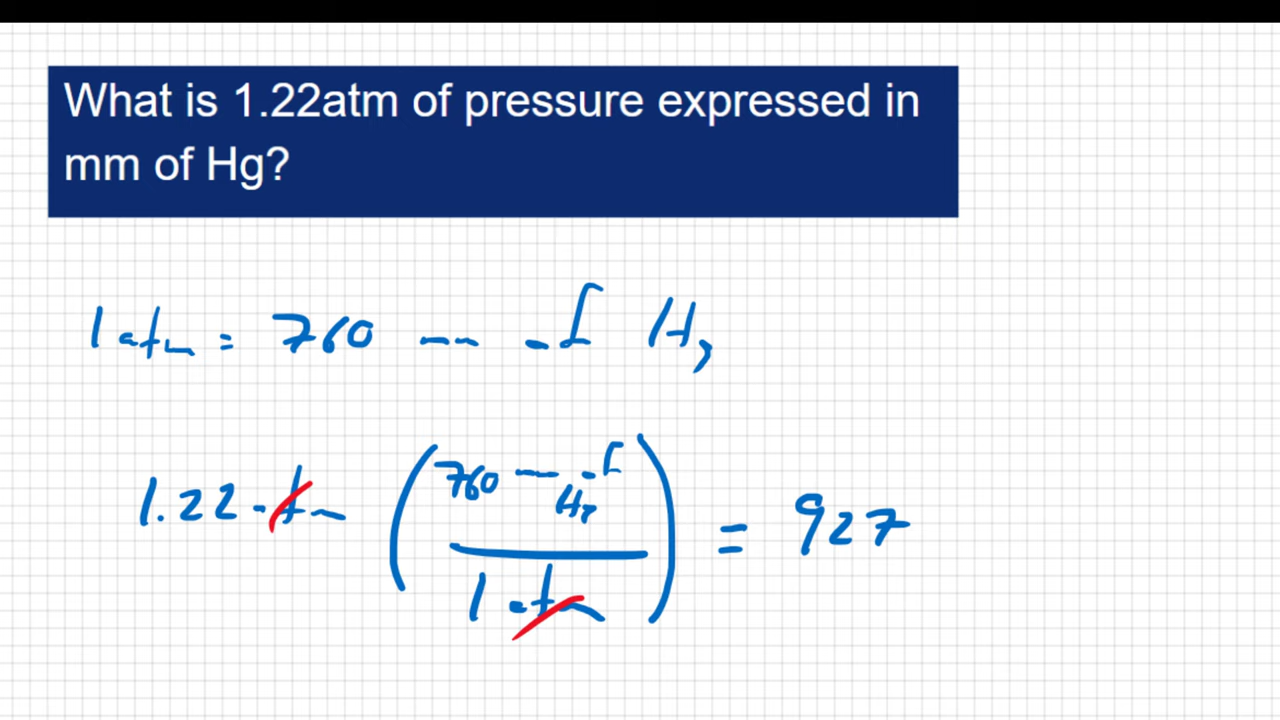 What is 1.22atm of pressure expressed in
mm of Hg?
1 atm = 760 mm of Hg
1.22 atm ( 760 mm of Hg / 1 atm ) = 927